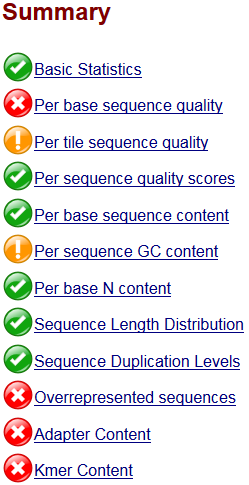 Summary
Basic Statistics
Per base sequence quality
Per tile sequence quality
Per sequence quality scores
Per base sequence content
Per sequence GC content
Per base N content
Sequence Length Distribution
Sequence Duplication Levels
Overrepresented sequences
Adapter Content
Kmer Content